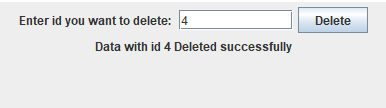 Enter id you want to delete: 4 Delete
Data with id 4 Deleted successfully